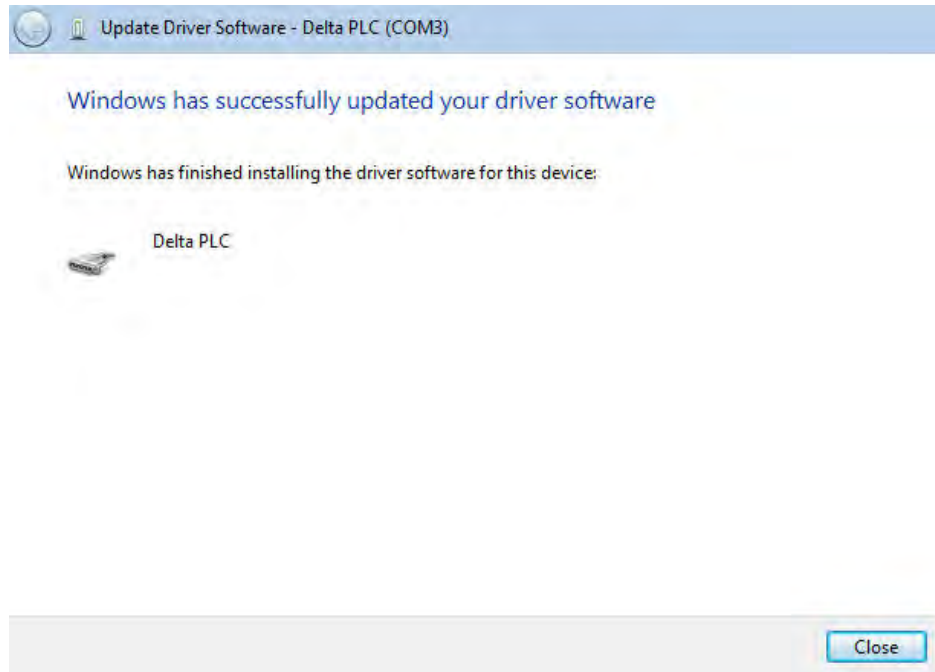 Update Driver Software - Delta PLC (COM3)
Windows has successfully updated your driver software
Windows has finished installing the driver software for this device:
Delta PLC
Close